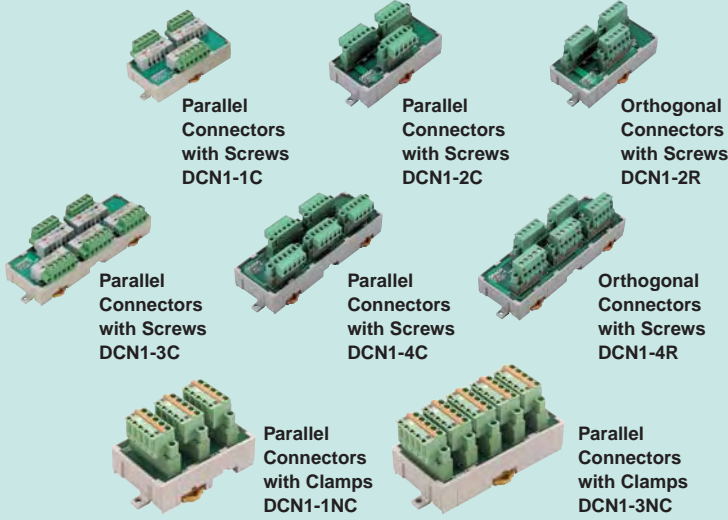 Parallel
Connectors
with Screws
DCN1-1C
Parallel
Connectors
with Screws
DCN1-2C
Orthogonal
Connectors
with Screws
DCN1-2R
Parallel
Connectors
with Screws
DCN1-3C
Parallel
Connectors
with Screws
DCN1-4C
Orthogonal
Connectors
with Screws
DCN1-4R
Parallel
Connectors
with Clamps
DCN1-1NC
Parallel
Connectors
with Clamps
DCN1-3NC